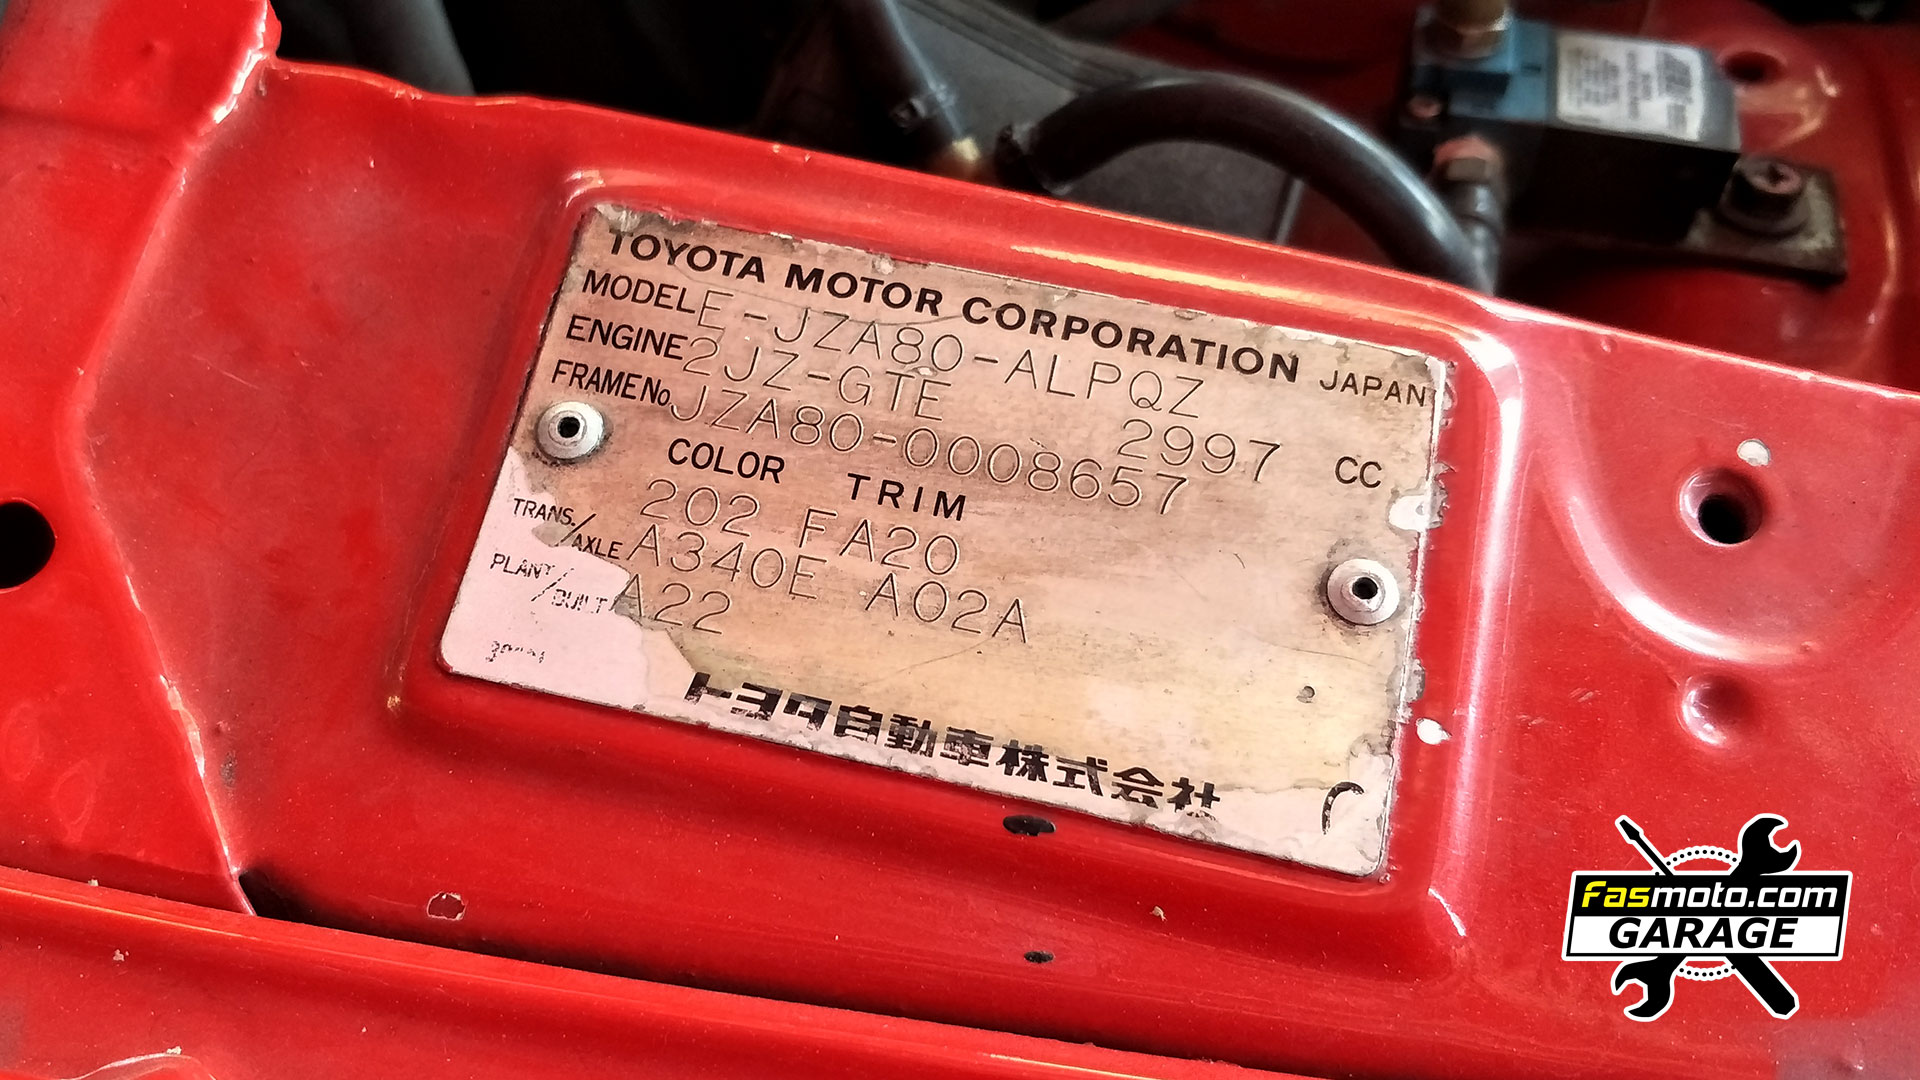 TOYOTA MOTOR CORPORATION JAPAN
MODEL E-JZA80-ALPQZ
ENGINE 2JZ-GTE 2997 CC
FRAME No. JZA80-0008657
COLOR TRIM
202 FA20
TRANS./AXLE A340E A02A
PLANT/BUILT A22
トヨタ自動車株式会社
fasmoto.com
GARAGE